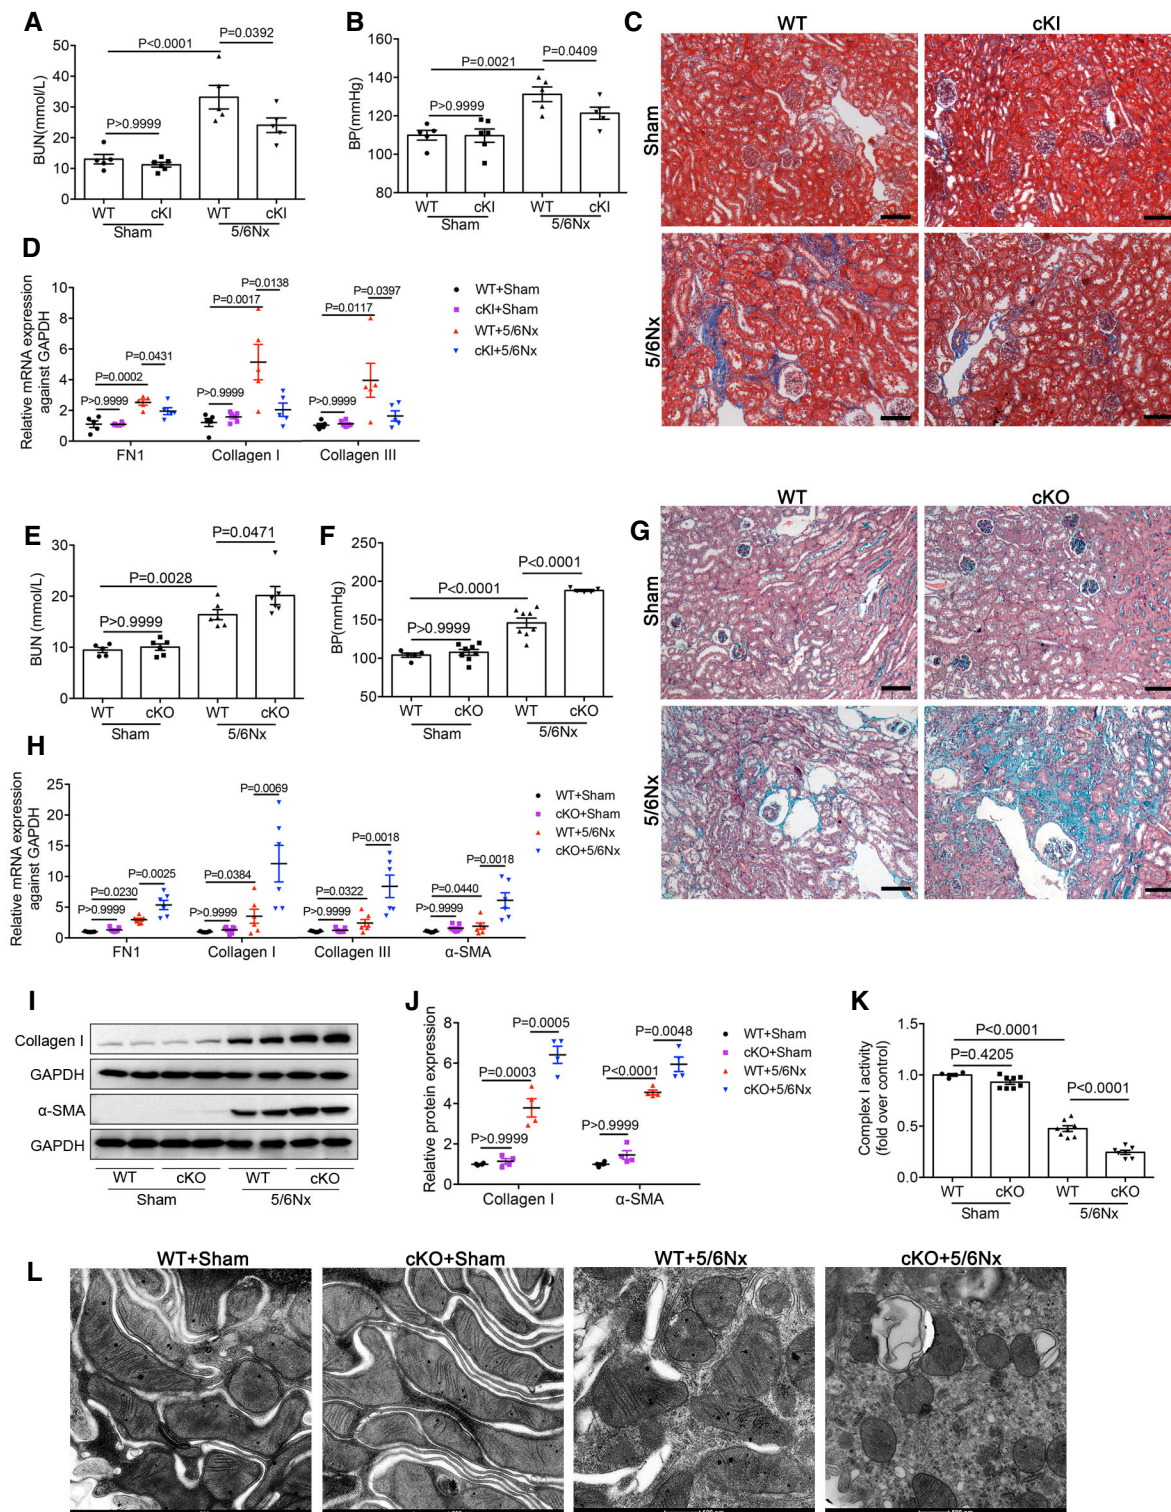 A
BUN(mmol/L)
50
40
30
20
10
0
P<0.0001
P=0.0392
P>0.9999
WT cKI WT cKI
Sham 5/6Nx
B
BP(mmHg)
160
140
120
100
80
P=0.0021
P=0.0409
P>0.9999
WT cKI WT cKI
Sham 5/6Nx
C
WT cKI
Sham
5/6Nx
D
Relative mRNA expression
against GAPDH
10
8
6
4
2
0
P=0.0138
P=0.0017
P=0.0397
P=0.0117
P=0.0431
P=0.0002
P>0.9999
P>0.9999
P>0.9999
FN1 Collagen I Collagen III
WT+Sham
cKI+Sham
WT+5/6Nx
cKI+5/6Nx
E
BUN (mmol/L)
30
20
10
0
P=0.0471
P=0.0028
P>0.9999
WT cKO WT cKO
Sham 5/6Nx
F
BP(mmHg)
250
200
150
100
50
P<0.0001
P<0.0001
P>0.9999
WT cKO WT cKO
Sham 5/6Nx
G
WT cKO
Sham
5/6Nx
H
Relative mRNA expression
against GAPDH
25
20
15
10
5
0
P=0.0069
P=0.0018
P=0.0018
P=0.0025
P=0.0384
P=0.0322
P=0.0440
P=0.0230
P>0.9999
P>0.9999
P>0.9999
P>0.9999
FN1 Collagen I Collagen III α-SMA
WT+Sham
cKO+Sham
WT+5/6Nx
cKO+5/6Nx
I
Collagen I
GAPDH
α-SMA
GAPDH
WT cKO WT cKO
Sham 5/6Nx
J
Relative protein expression
8
6
4
2
0
P=0.0005
P=0.0048
P=0.0003
P<0.0001
P>0.9999
P>0.9999
Collagen I α-SMA
WT+Sham
cKO+Sham
WT+5/6Nx
cKO+5/6Nx
K
Complex I activity
(fold over control)
1.5
1.0
0.5
0.0
P<0.0001
P=0.4205
P<0.0001
WT cKO WT cKO
Sham 5/6Nx
L
WT+Sham cKO+Sham WT+5/6Nx cKO+5/6Nx